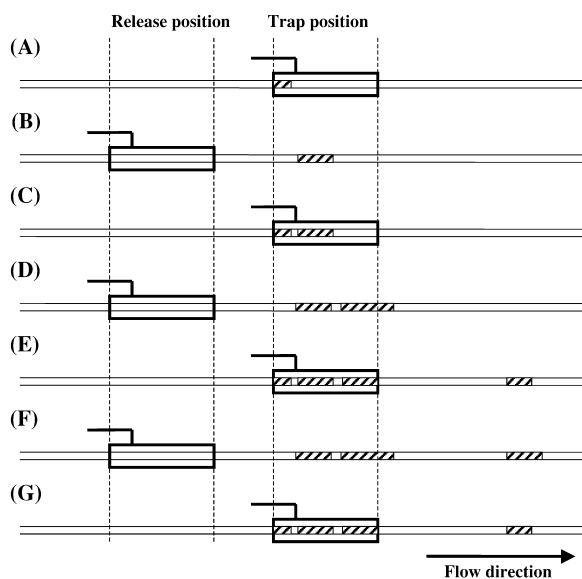 Release position Trap position
(A)
(B)
(C)
(D)
(E)
(F)
(G)
Flow direction